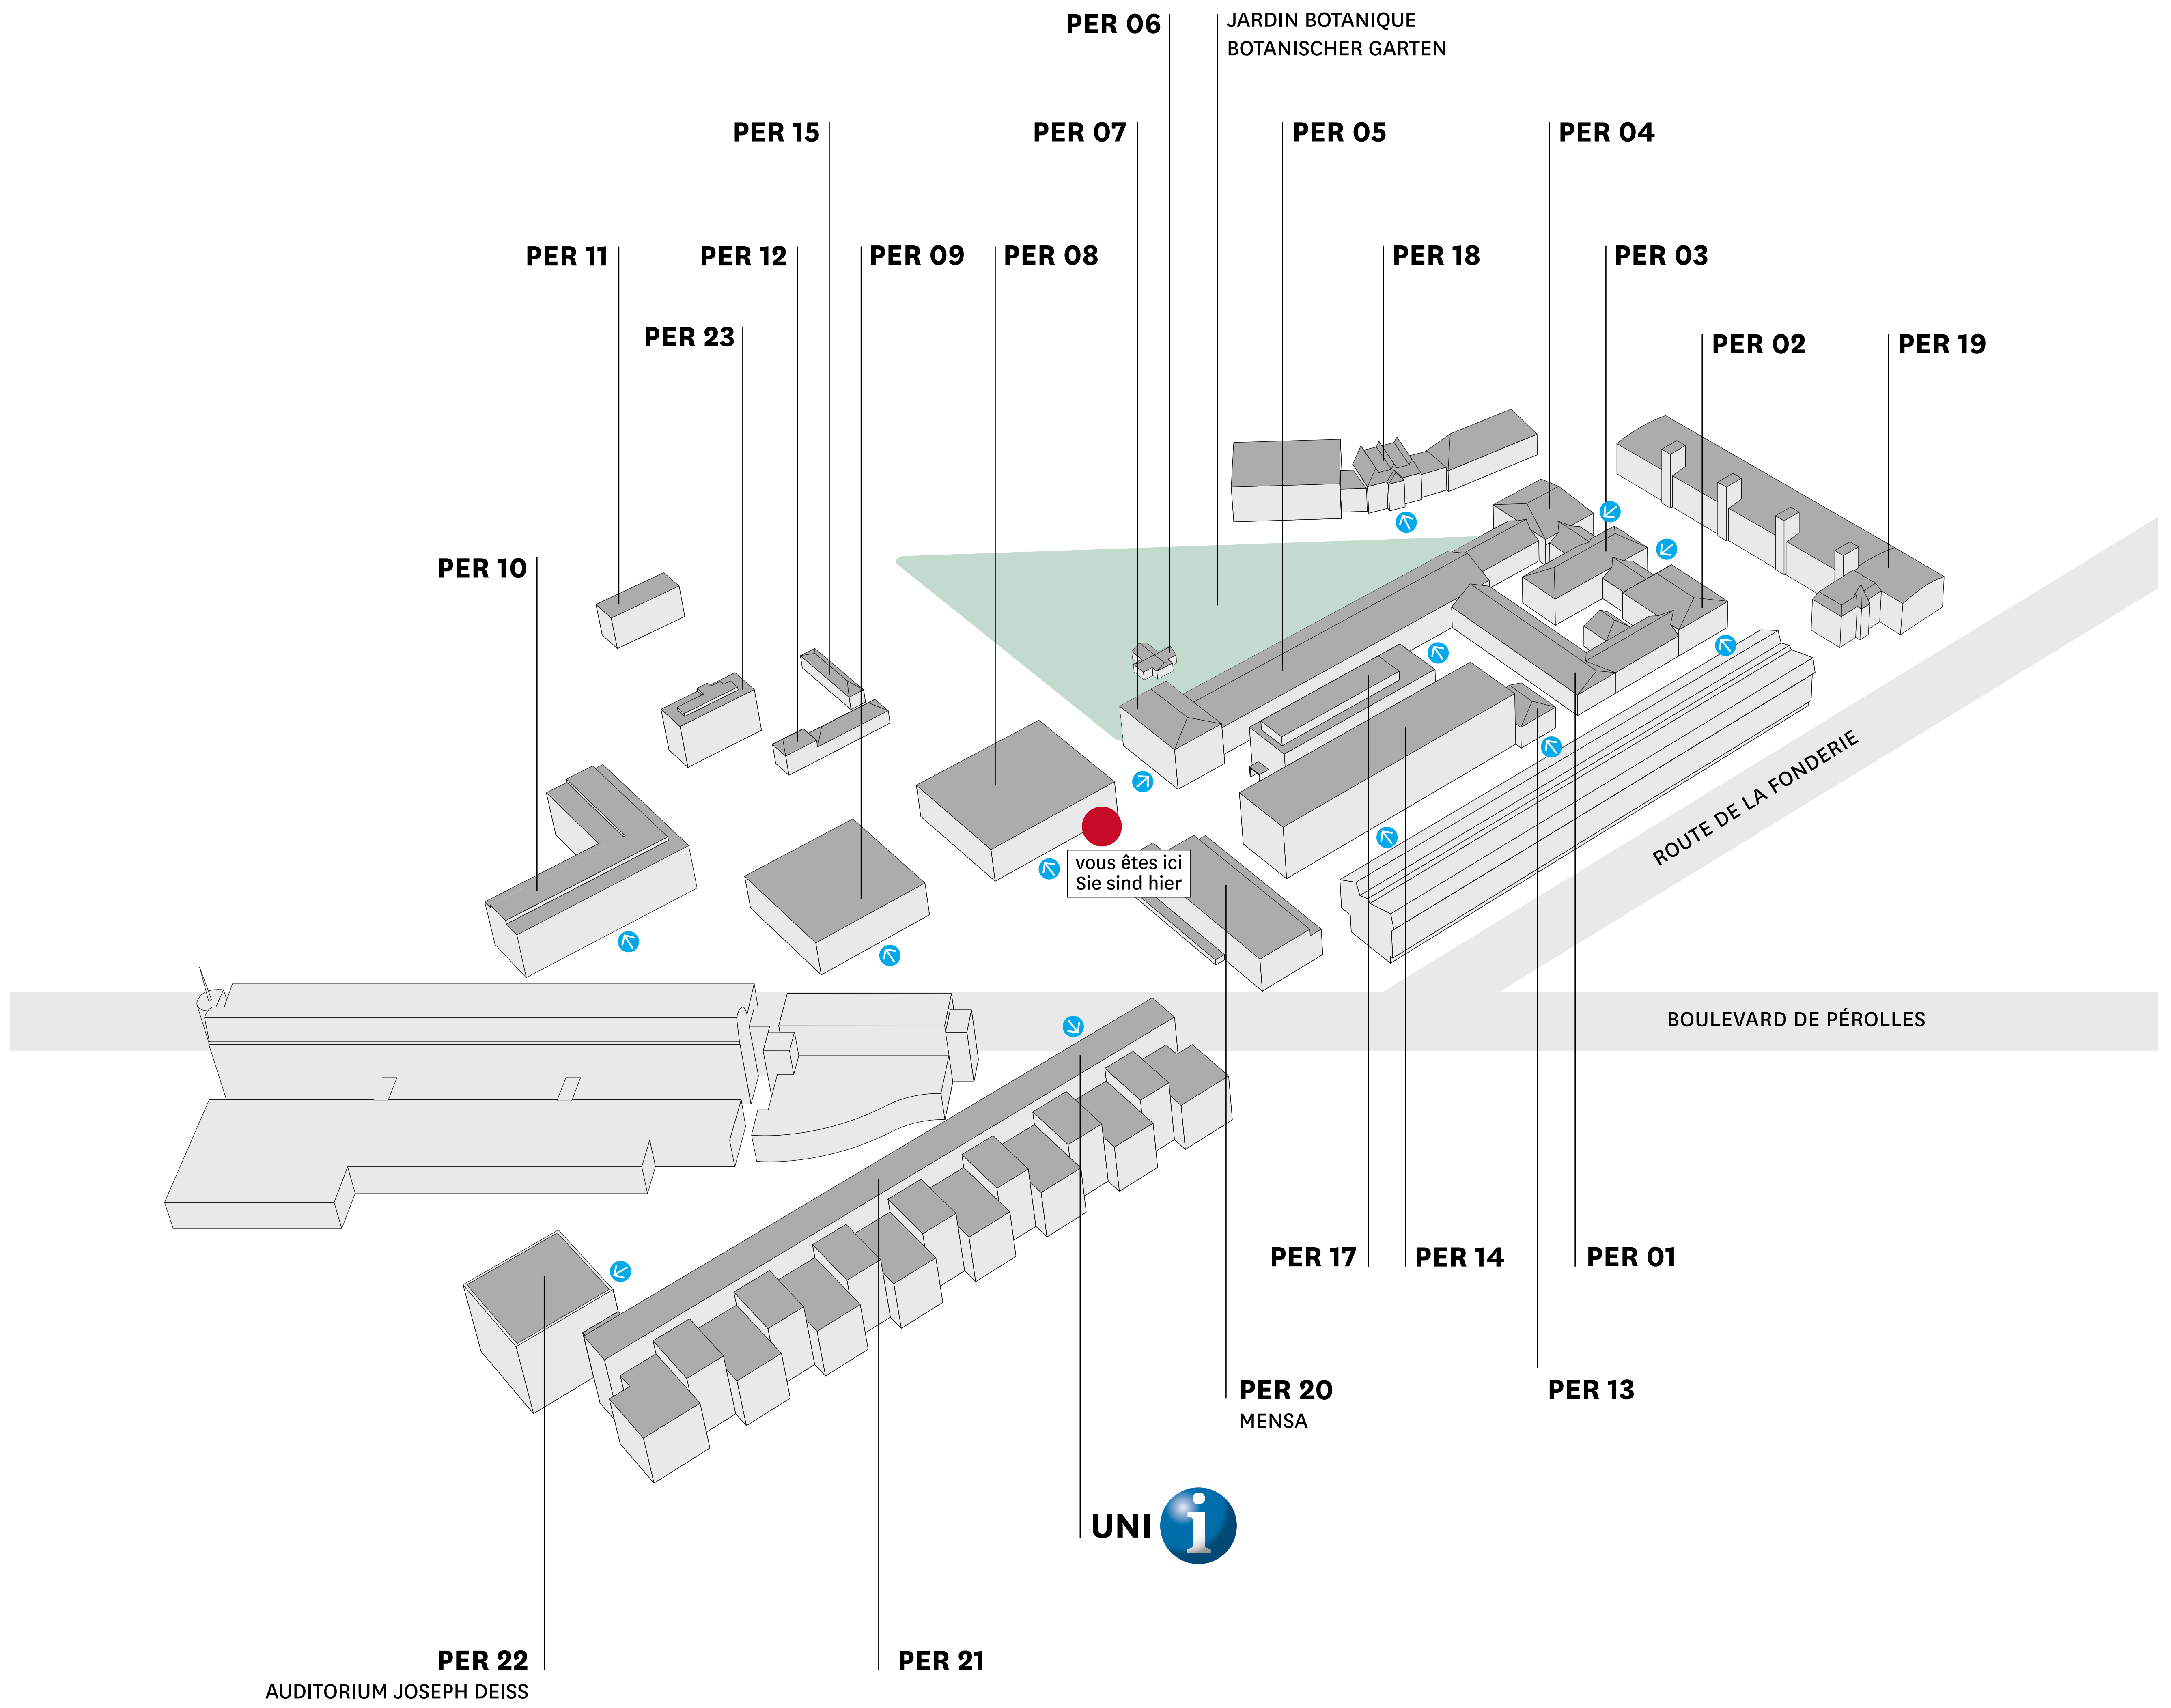 PER 06
JARDIN BOTANIQUE
BOTANISCHER GARTEN
PER 15
PER 07
PER 05
PER 04
PER 11
PER 12
PER 09
PER 08
PER 18
PER 03
PER 23
PER 02
PER 19
PER 10
ROUTE DE LA FONDERIE
vous êtes ici
Sie sind hier
BOULEVARD DE PÉROLLES
PER 17
PER 14
PER 01
PER 20
MENSA
PER 13
UNI i
PER 22
AUDITORIUM JOSEPH DEISS
PER 21